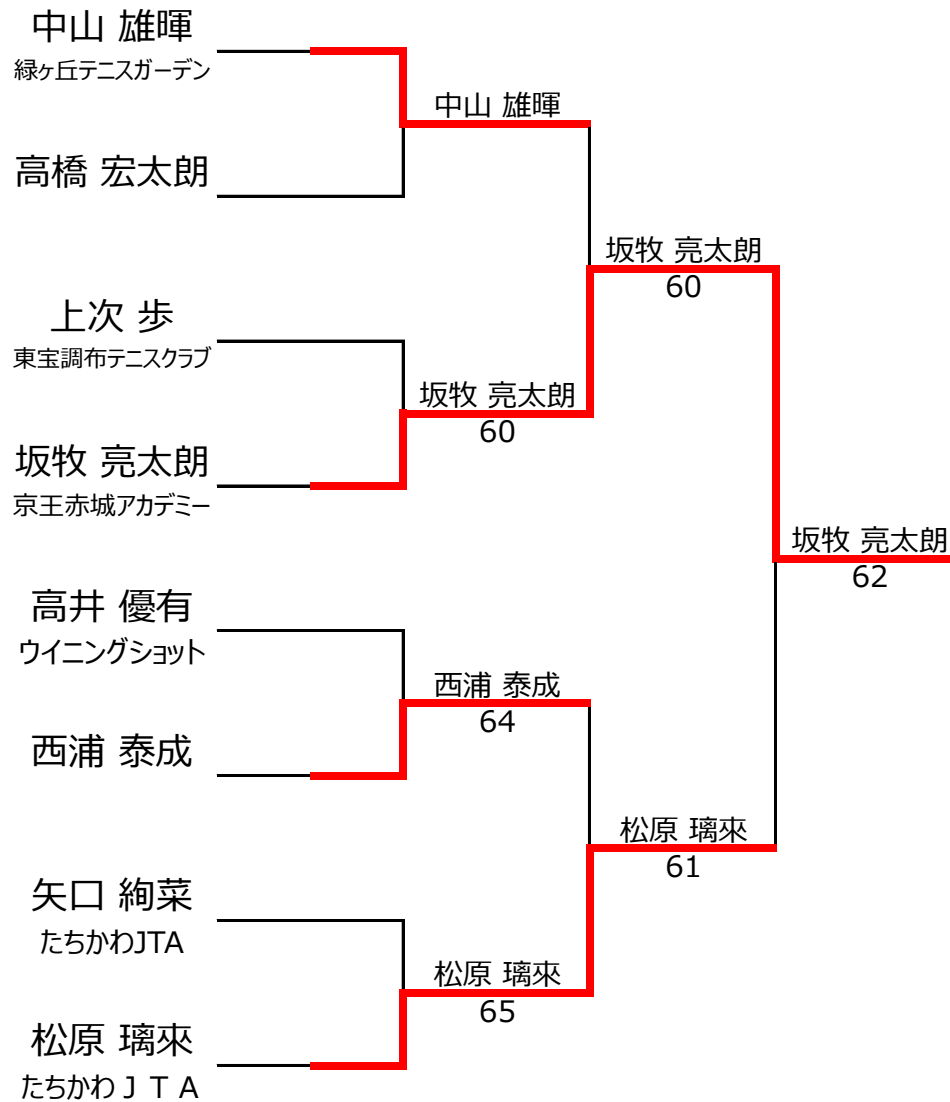 中山 雄暉
緑ヶ丘テニスガーデン
中山 雄暉
高橋 宏太朗
坂牧 亮太朗
60
上次 歩
東宝調布テニスクラブ
坂牧 亮太朗
60
坂牧 亮太朗
京王赤城アカデミー
坂牧 亮太朗
62
高井 優有
ウイニングショット
西浦 泰成
64
西浦 泰成
松原 璃來
61
矢口 絢菜
たちかわJTA
松原 璃來
65
松原 璃來
たちかわＪＴＡ